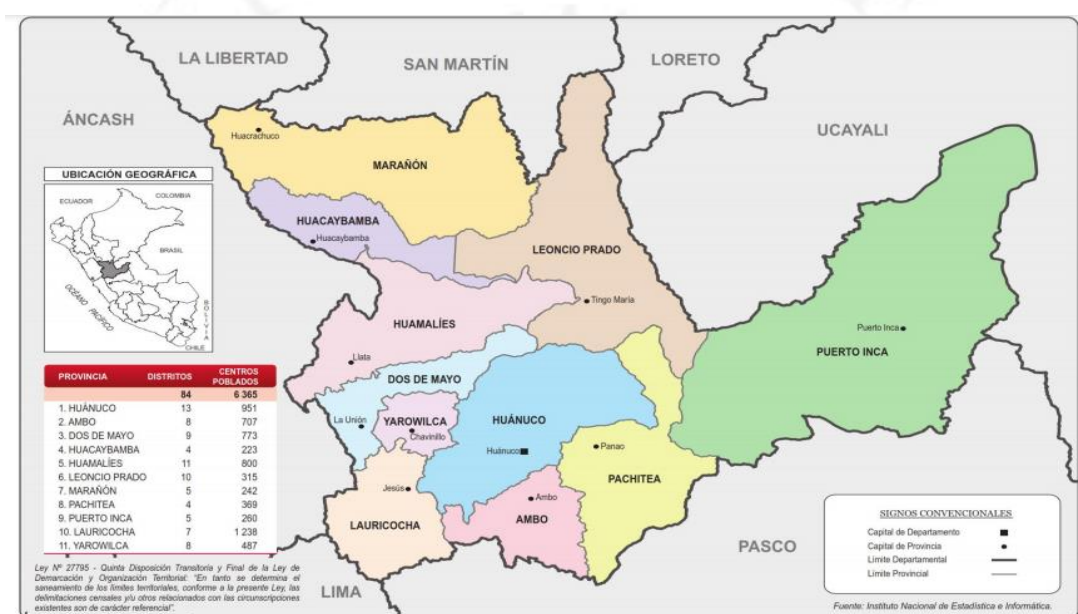 LA LIBERTAD
SAN MARTÍN
LORETO
ÁNCASH
UCAYALI
Huacrachuco
MARAÑÓN
UBICACIÓN GEOGRÁFICA
ECUADOR
COLOMBIA
BRASIL
OCÉANO PACÍFICO
BOLIVIA
CHILE
HUACAYBAMBA
Huacaybamba
LEONCIO PRADO
Tingo María
HUAMALÍES
Llata
Puerto Inca
PUERTO INCA
DOS DE MAYO
La Unión
YAROWILCA
Chavinillo
HUÁNUCO
Huánuco
Panao
PACHITEA
Jesús
LAURICOCHA
Ambo
AMBO
PASCO
LIMA
PROVINCIA DISTRITOS CENTROS POBLADOS
84 6 365
1. HUÁNUCO 13 951
2. AMBO 8 707
3. DOS DE MAYO 9 773
4. HUACAYBAMBA 4 223
5. HUAMALÍES 11 800
6. LEONCIO PRADO 10 315
7. MARAÑÓN 5 242
8. PACHITEA 4 369
9. PUERTO INCA 5 260
10. LAURICOCHA 7 1 238
11. YAROWILCA 8 487
Ley Nº 27795 - Quinta Disposición Transitoria y Final de la Ley de
Demarcación y Organización Territorial: "En tanto se determina el
saneamiento de los límites territoriales, conforme a la presente Ley, las
delimitaciones censales y/u otros relacionados con las circunscripciones
existentes son de carácter referencial".
SIGNOS CONVENCIONALES
Capital de Departamento
Capital de Provincia
Límite Departamental
Límite Provincial
Fuente: Instituto Nacional de Estadística e Informática.